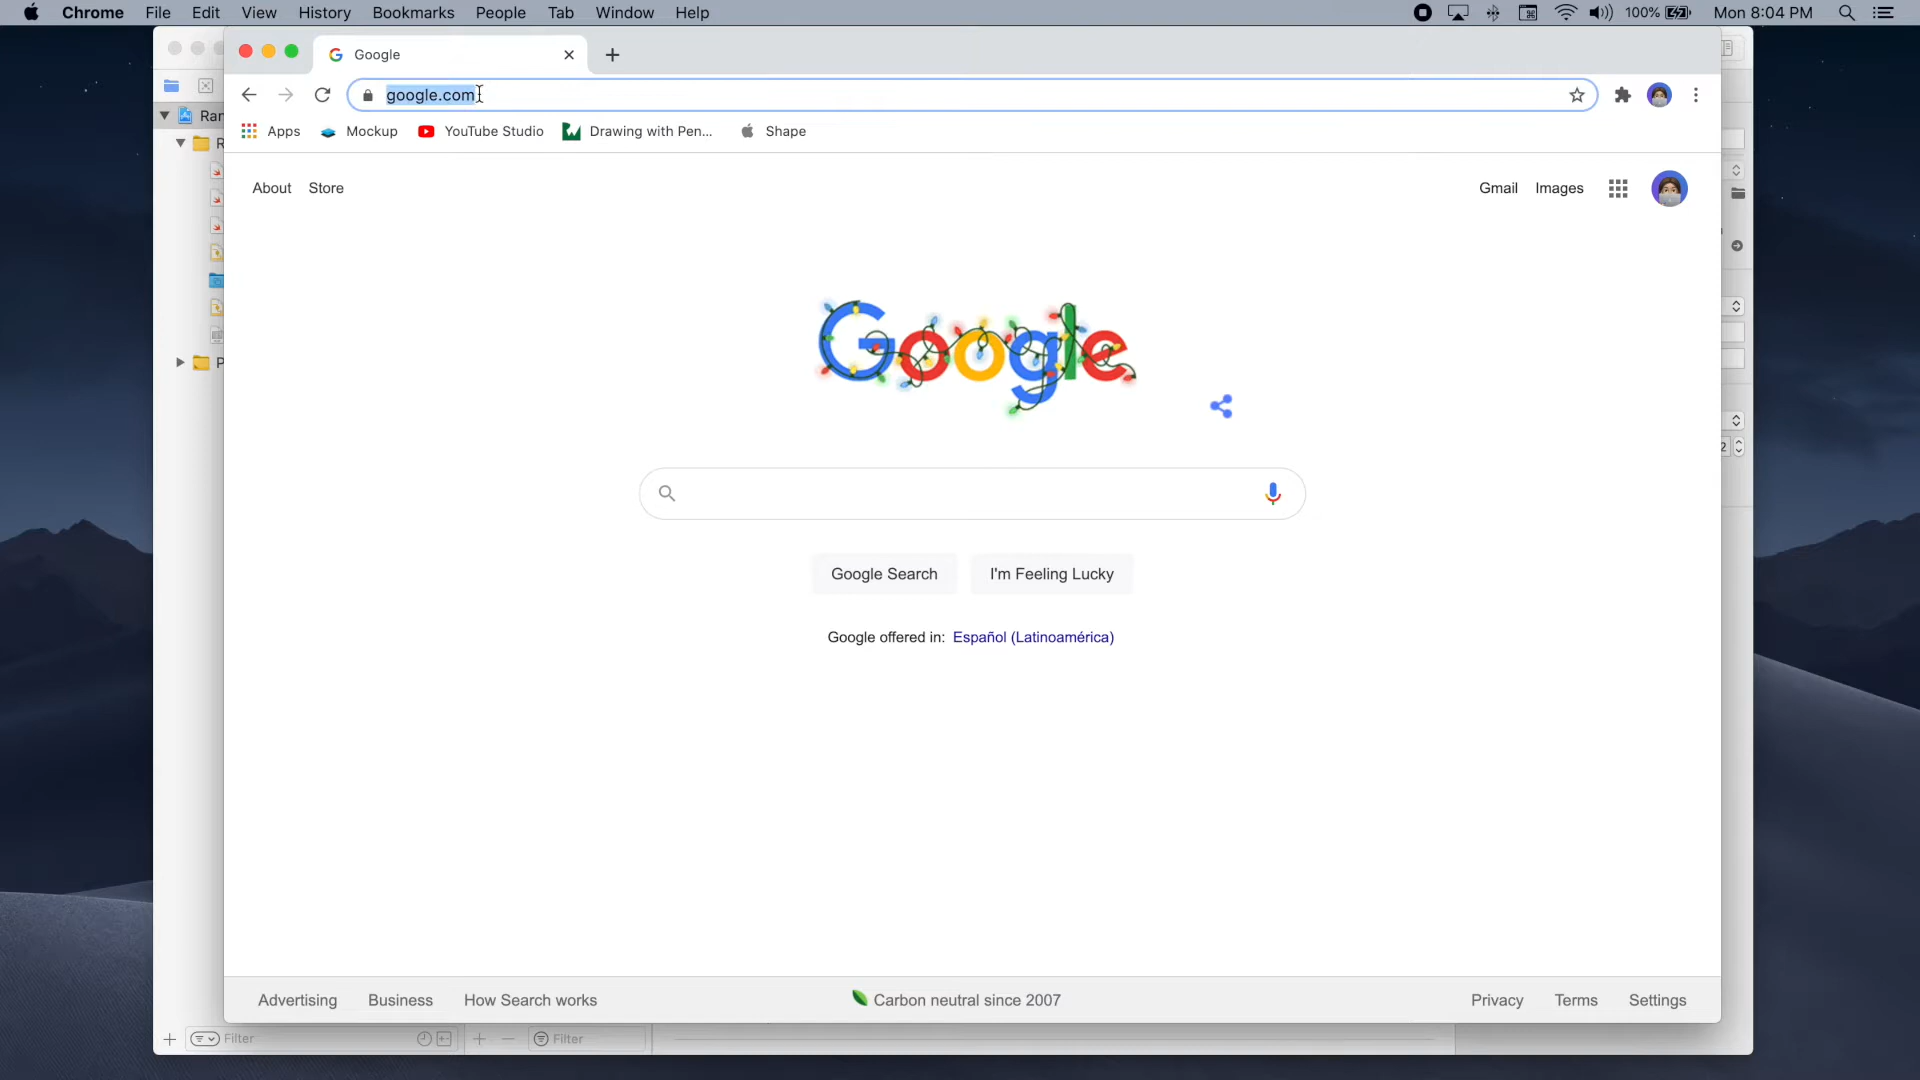 Chrome File Edit View History Bookmarks People Tab Window Help 100% Mon 8:04 PM
Google
google.com
Apps Mockup YouTube Studio Drawing with Pen... Shape
About Store Gmail Images
Google
Google Search I'm Feeling Lucky
Google offered in: Español (Latinoamérica)
Advertising Business How Search works Carbon neutral since 2007 Privacy Terms Settings
Filter Filter